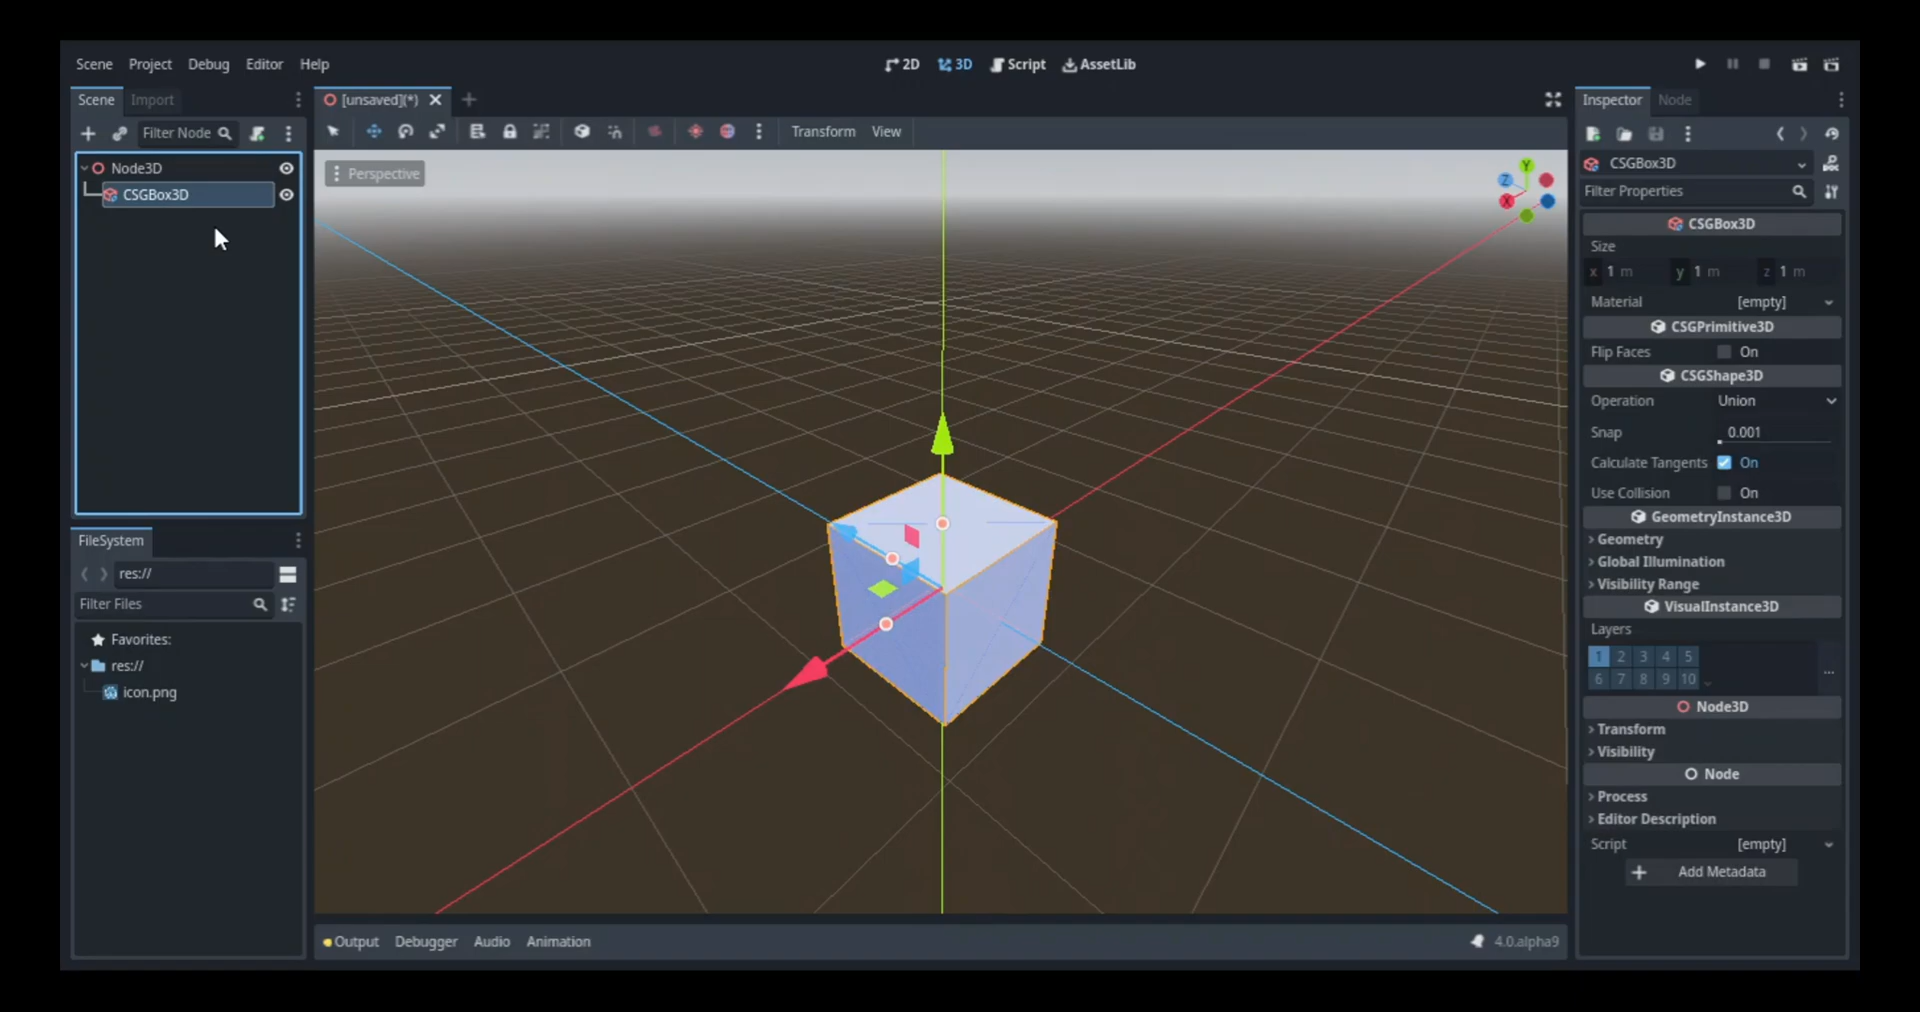 Scene Project Debug Editor Help
2D 3D Script AssetLib
Scene Import
[unsaved](*)
Inspector Node
Filter Node
Transform View
Node3D
CSGBox3D
Perspective
Y
Z
X
FileSystem
res://
Filter Files
Favorites:
res://
icon.png
Output Debugger Audio Animation
4.0.alpha9
CSGBox3D
Filter Properties
CSGBox3D
Size
x 1 m y 1 m z 1 m
Material [empty]
CSGPrimitive3D
Flip Faces On
CSGShape3D
Operation Union
Snap 0.001
Calculate Tangents On
Use Collision On
GeometryInstance3D
Geometry
Global Illumination
Visibility Range
VisualInstance3D
Layers
1 2 3 4 5
6 7 8 9 10
...
Node3D
Transform
Visibility
Node
Process
Editor Description
Script [empty]
+ Add Metadata